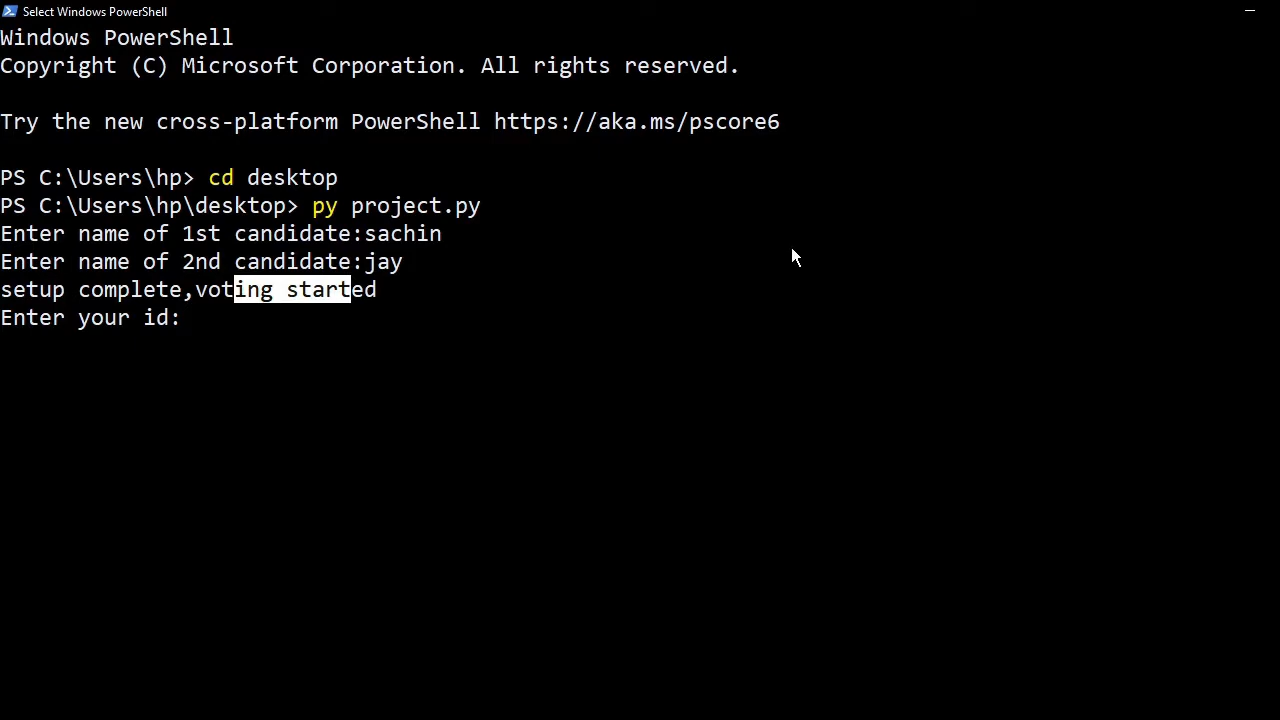 Select Windows PowerShell
Windows PowerShell
Copyright (C) Microsoft Corporation. All rights reserved.
Try the new cross-platform PowerShell https://aka.ms/pscore6
PS C:\Users\hp> cd desktop
PS C:\Users\hp\desktop> py project.py
Enter name of 1st candidate:sachin
Enter name of 2nd candidate:jay
setup complete,voting started
Enter your id: